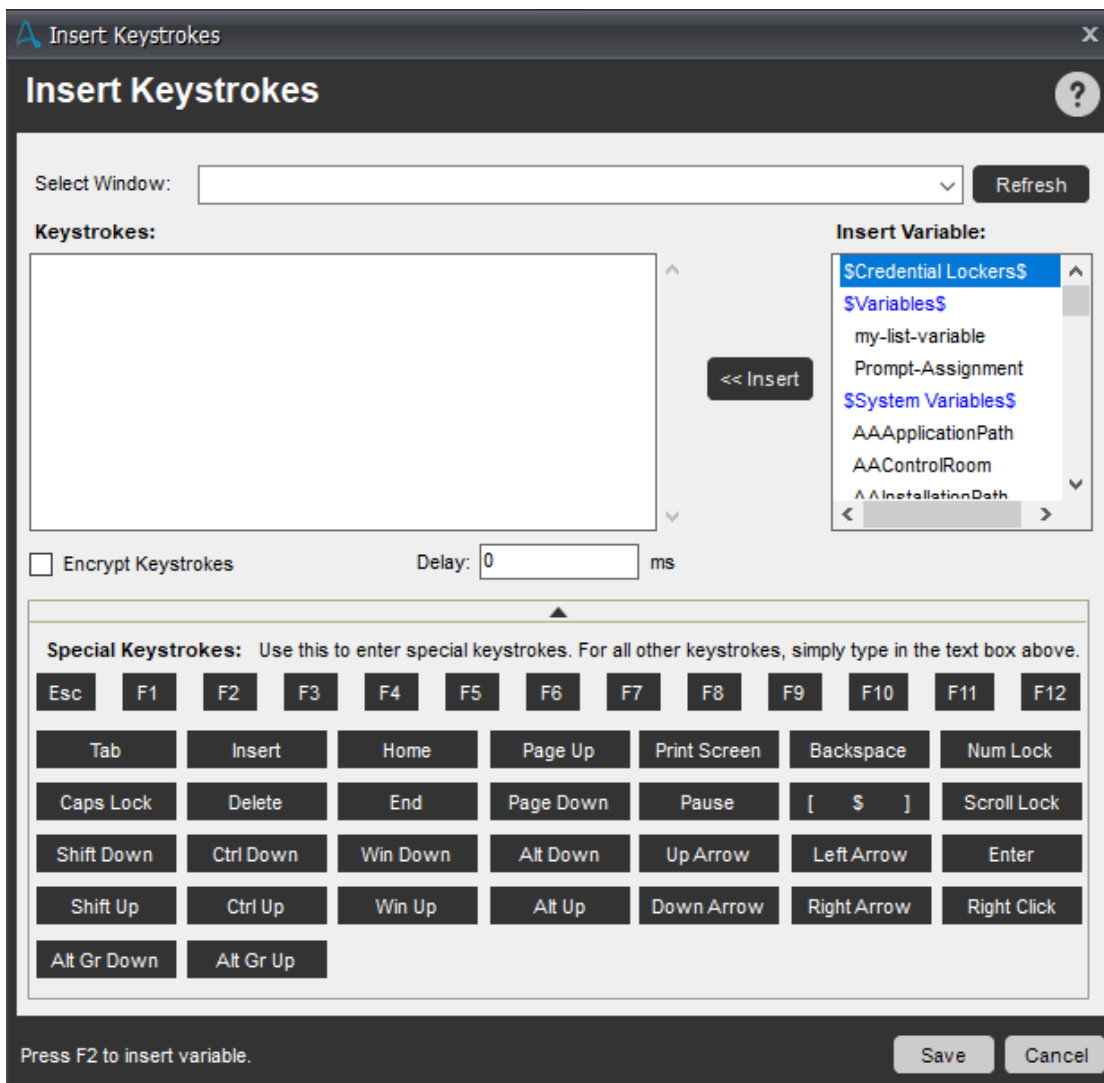 Insert Keystrokes x
Insert Keystrokes ?
Select Window: Refresh
Keystrokes: Insert Variable:
$Credential Lockers$
$Variables$
my-list-variable
Prompt-Assignment
<< Insert
$System Variables$
AAApplicationPath
AAControlRoom
AAInstallationPath
Encrypt Keystrokes Delay: 0 ms
Special Keystrokes: Use this to enter special keystrokes. For all other keystrokes, simply type in the text box above.
Esc F1 F2 F3 F4 F5 F6 F7 F8 F9 F10 F11 F12
Tab Insert Home Page Up Print Screen Backspace Num Lock
Caps Lock Delete End Page Down Pause [ $ ] Scroll Lock
Shift Down Ctrl Down Win Down Alt Down Up Arrow Left Arrow Enter
Shift Up Ctrl Up Win Up Alt Up Down Arrow Right Arrow Right Click
Alt Gr Down Alt Gr Up
Press F2 to insert variable. Save Cancel